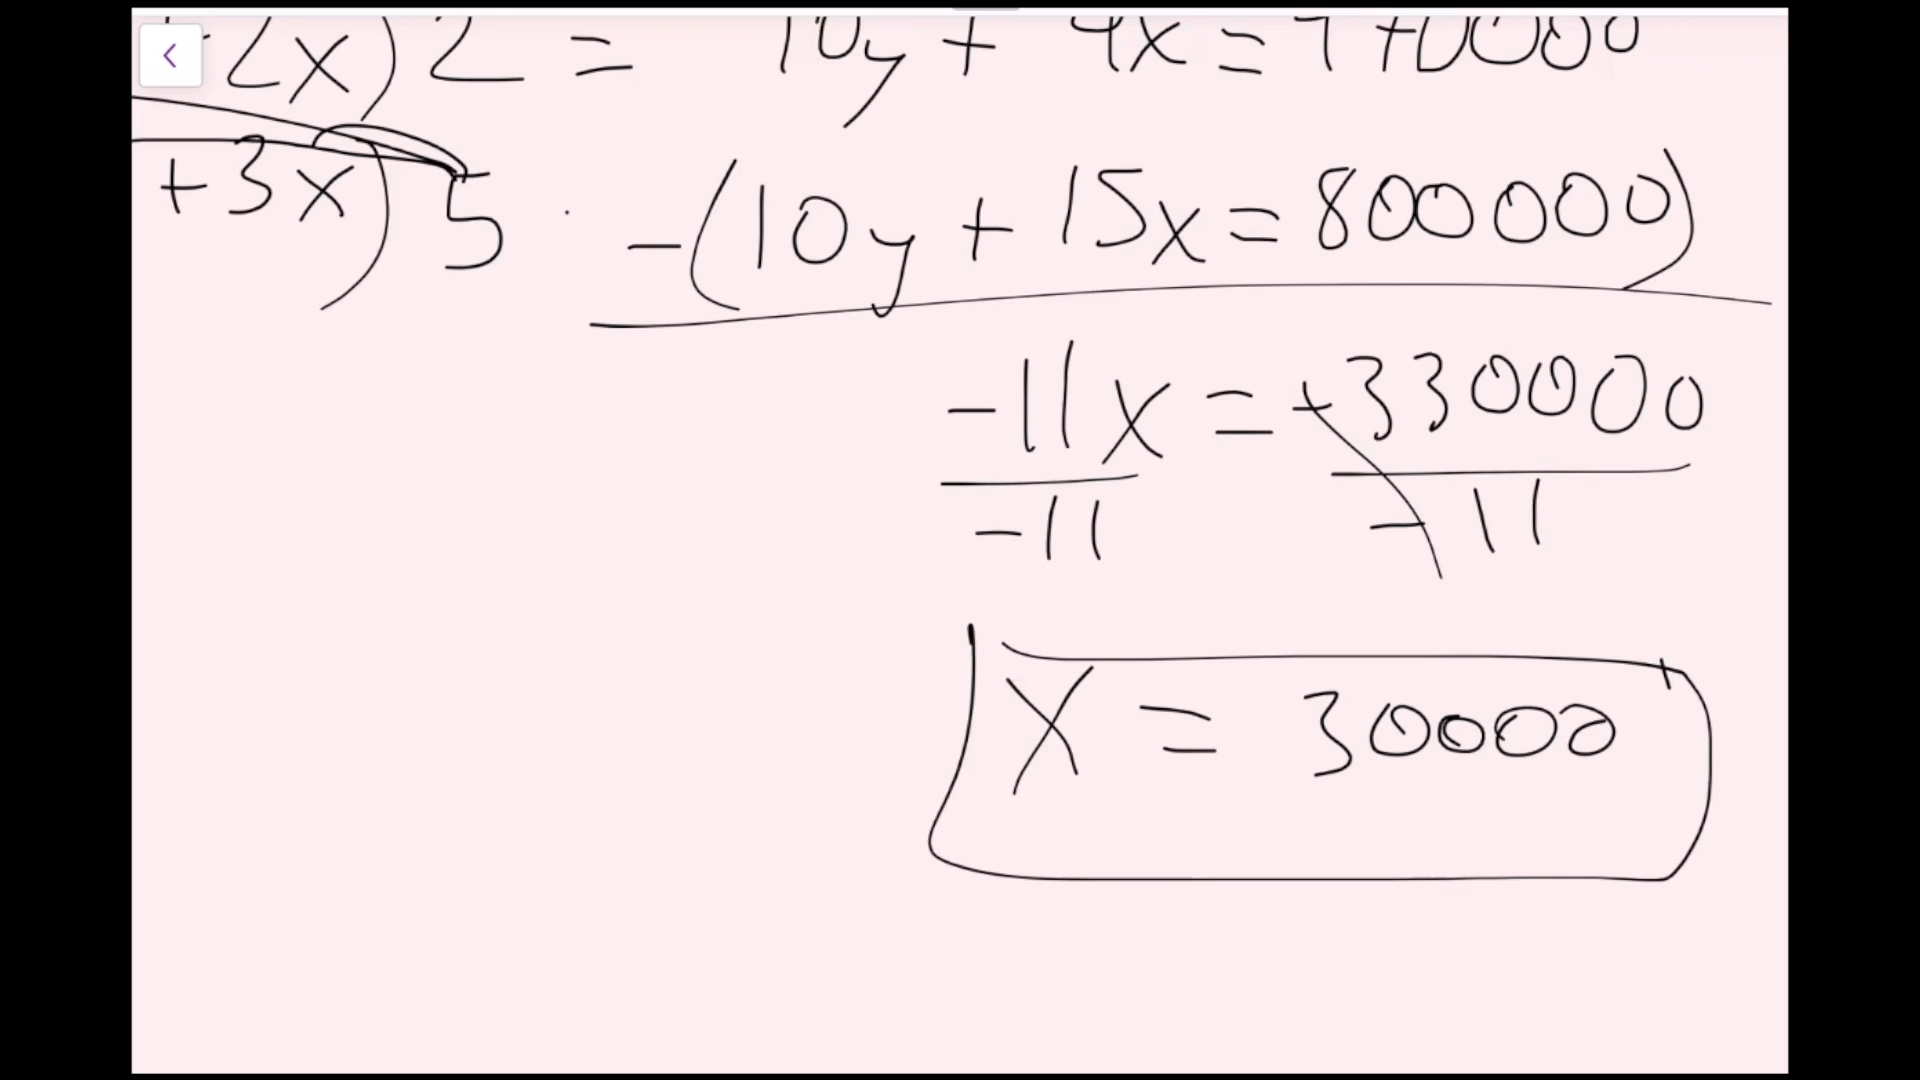 2x)2 = 10y + 4x = 470000
+3x)5 -(10y + 15x = 800000)
-11x = +330000
-11 -11
x = 30000